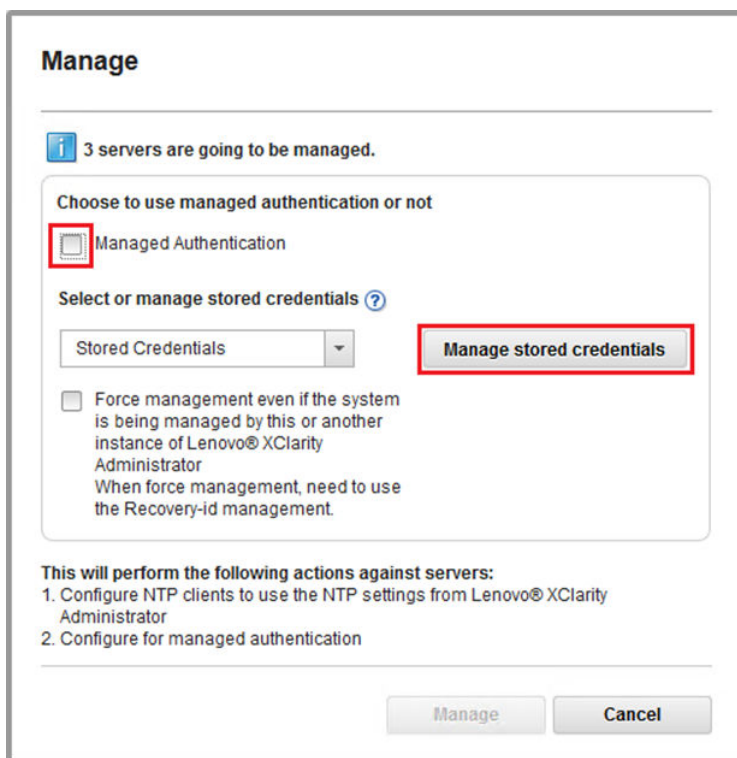 Manage
3 servers are going to be managed.
Choose to use managed authentication or not
Managed Authentication
Select or manage stored credentials ?
Stored Credentials
Manage stored credentials
Force management even if the system
is being managed by this or another
instance of Lenovo® XClarity
Administrator
When force management, need to use
the Recovery-id management.
This will perform the following actions against servers:
1. Configure NTP clients to use the NTP settings from Lenovo® XClarity
Administrator
2. Configure for managed authentication
Manage
Cancel